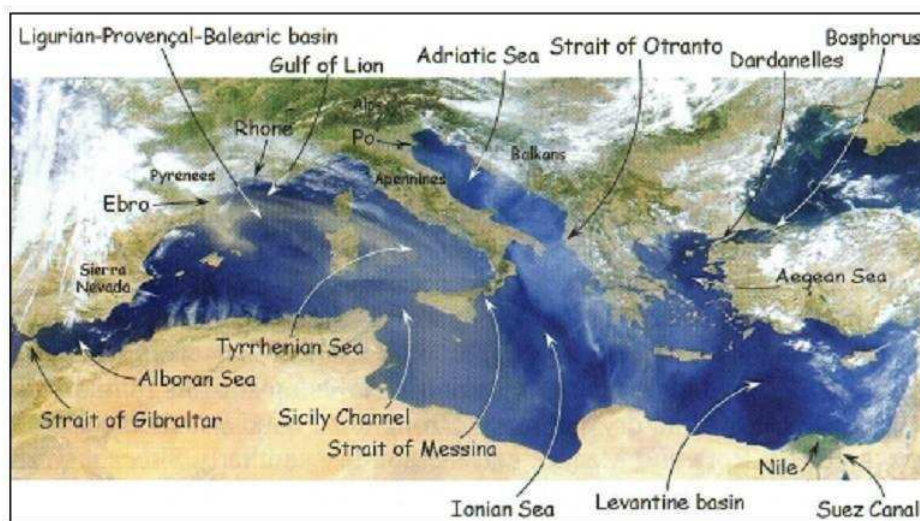 Ligurian-Provençal-Balearic basin
Gulf of Lion
Adriatic Sea
Strait of Otranto
Bosphorus
Dardanelles
Alps
Rhone
Po
Balkans
Pyrenees
Apennines
Ebro
Sierra
Nevada
Aegean Sea
Tyrrhenian Sea
Alboran Sea
Strait of Gibraltar
Sicily Channel
Strait of Messina
Ionian Sea
Levantine basin
Nile
Suez Canal